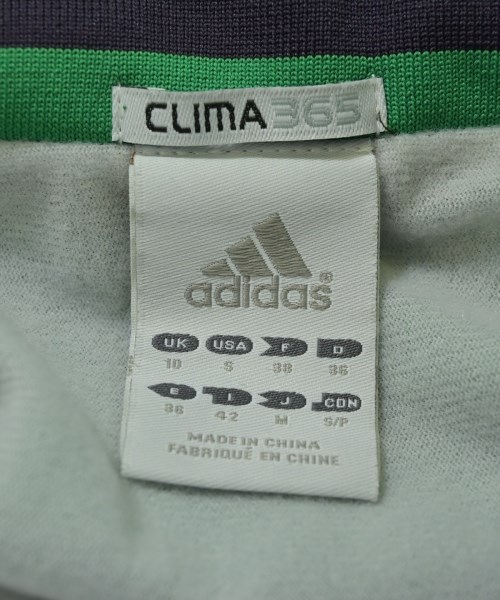 CLIMA365
adidas®
UK USA F D
10 S 38 36
E I J CDN
36 42 M S/P
MADE IN CHINA
FABRIQUÉ EN CHINE